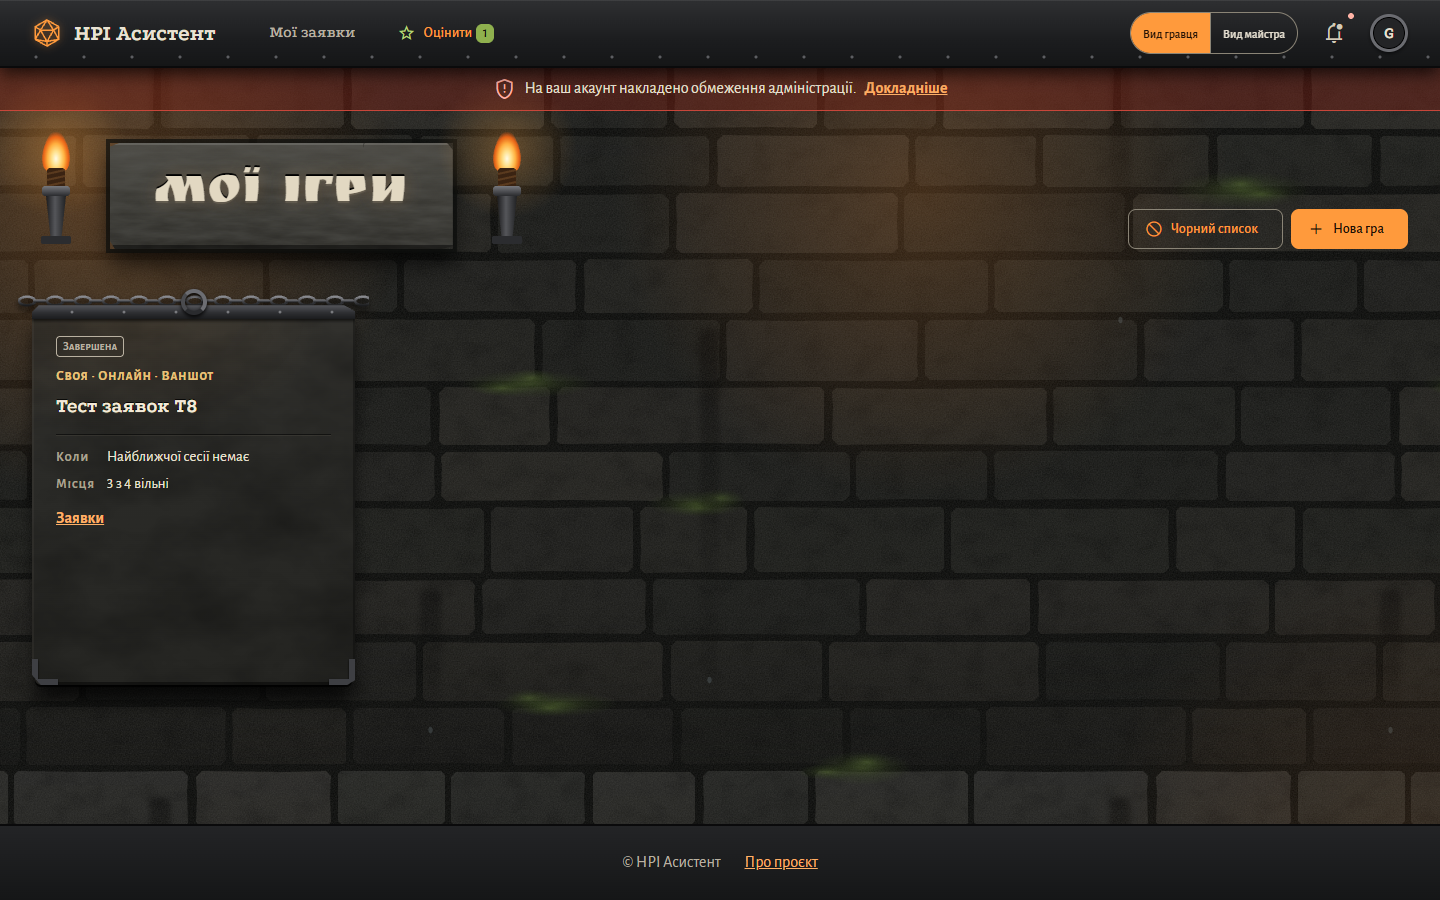 НРІ Асистент
Мої заявки
Оцінити 1
Вид гравця
Вид майстра
G
На ваш акаунт накладено обмеження адміністрації. Докладніше
мої ігри
Чорний список
Нова гра
Завершена
Своя · Онлайн · Ваншот
Тест заявок Т8
Коли Найближчої сесії немає
Місця 3 з 4 вільні
Заявки
© НРІ Асистент Про проєкт